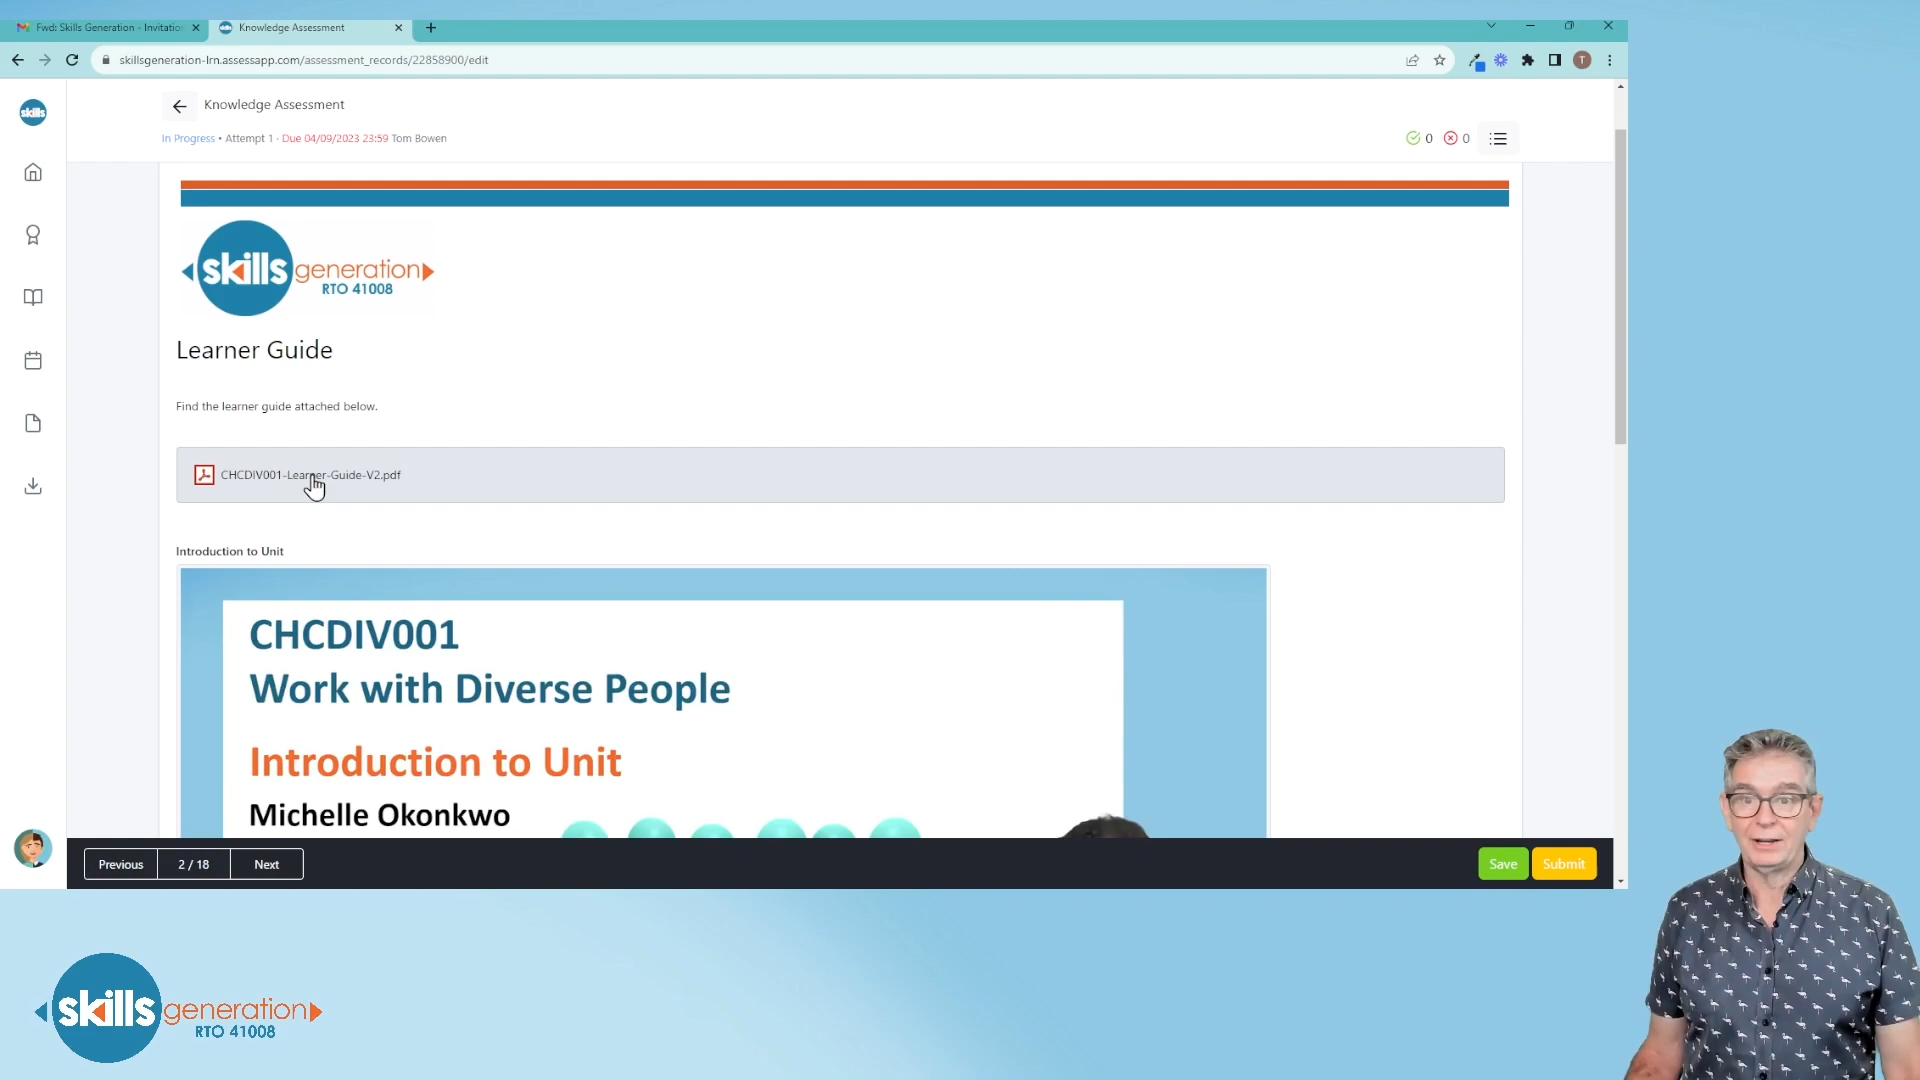 Fwd: Skills Generation - Invitatio
Knowledge Assessment
skillsgeneration-lrn.assessapp.com/assessment_records/22858900/edit
T
skills
Knowledge Assessment
In Progress • Attempt 1 · Due 04/09/2023 23:59 Tom Bowen
0 0
skills generation
RTO 41008
Learner Guide
Find the learner guide attached below.
CHCDIV001-Learner-Guide-V2.pdf
Introduction to Unit
CHCDIV001
Work with Diverse People
Introduction to Unit
Michelle Okonkwo
Previous 2 / 18 Next
Save Submit
skills generation
RTO 41008